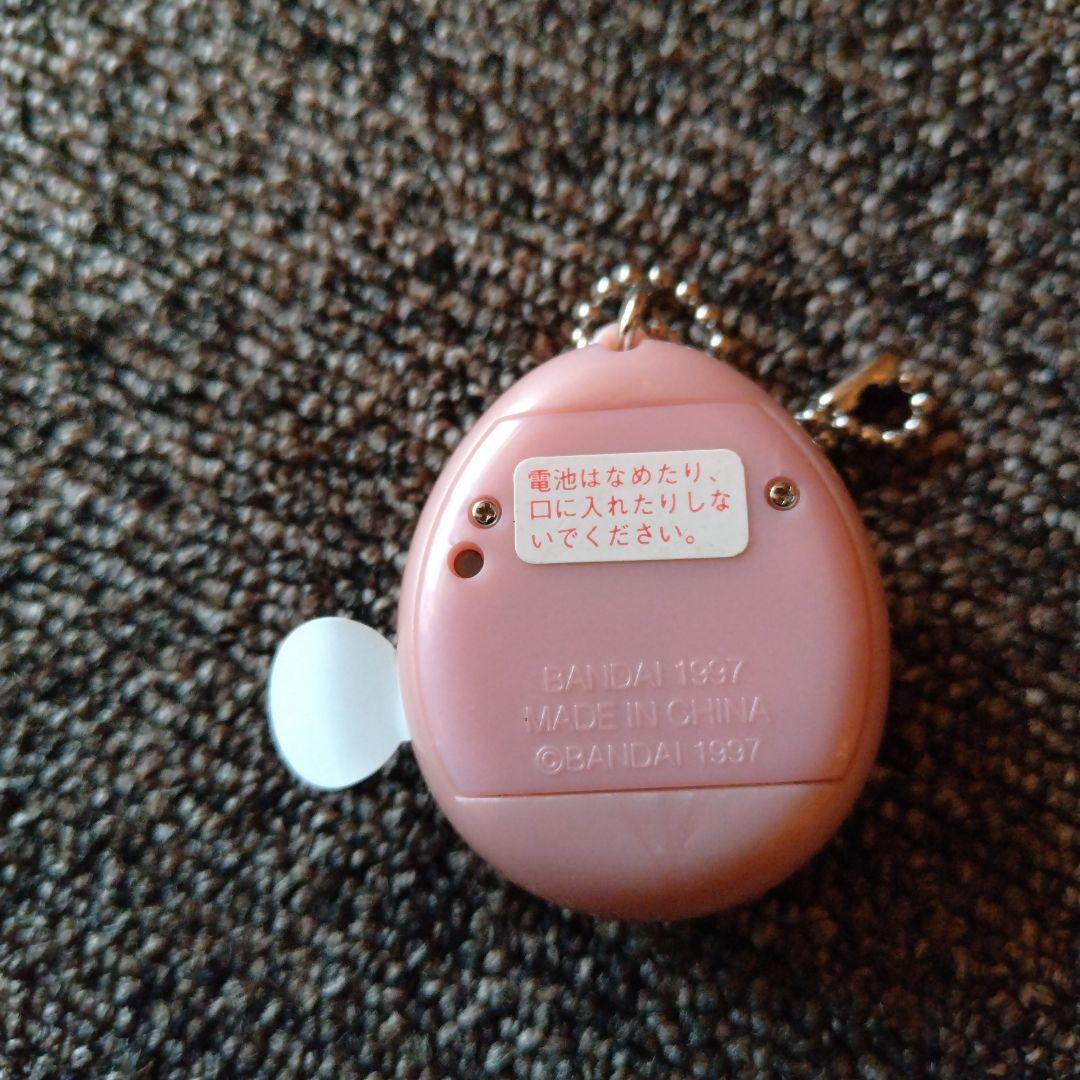 電池はなめたり、
口に入れたりしな
いでください。
BANDAI 1997
MADE IN CHINA
©BANDAI 1997